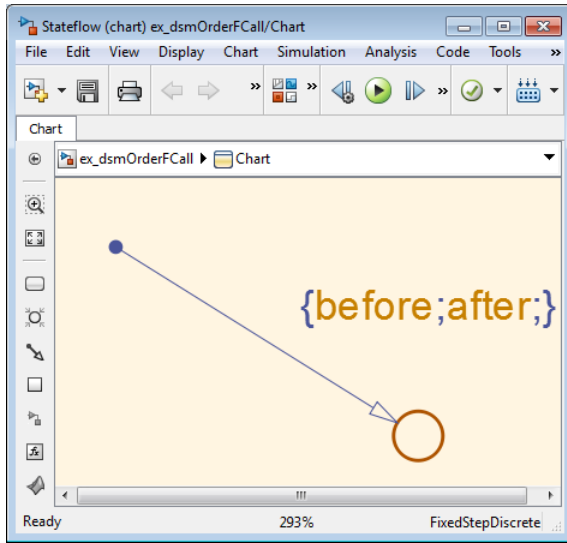 Stateflow (chart) ex_dsmOrderFCall/Chart
File Edit View Display Chart Simulation Analysis Code Tools »
Chart
ex_dsmOrderFCall Chart
{before;after;}
Ready 293% FixedStepDiscrete